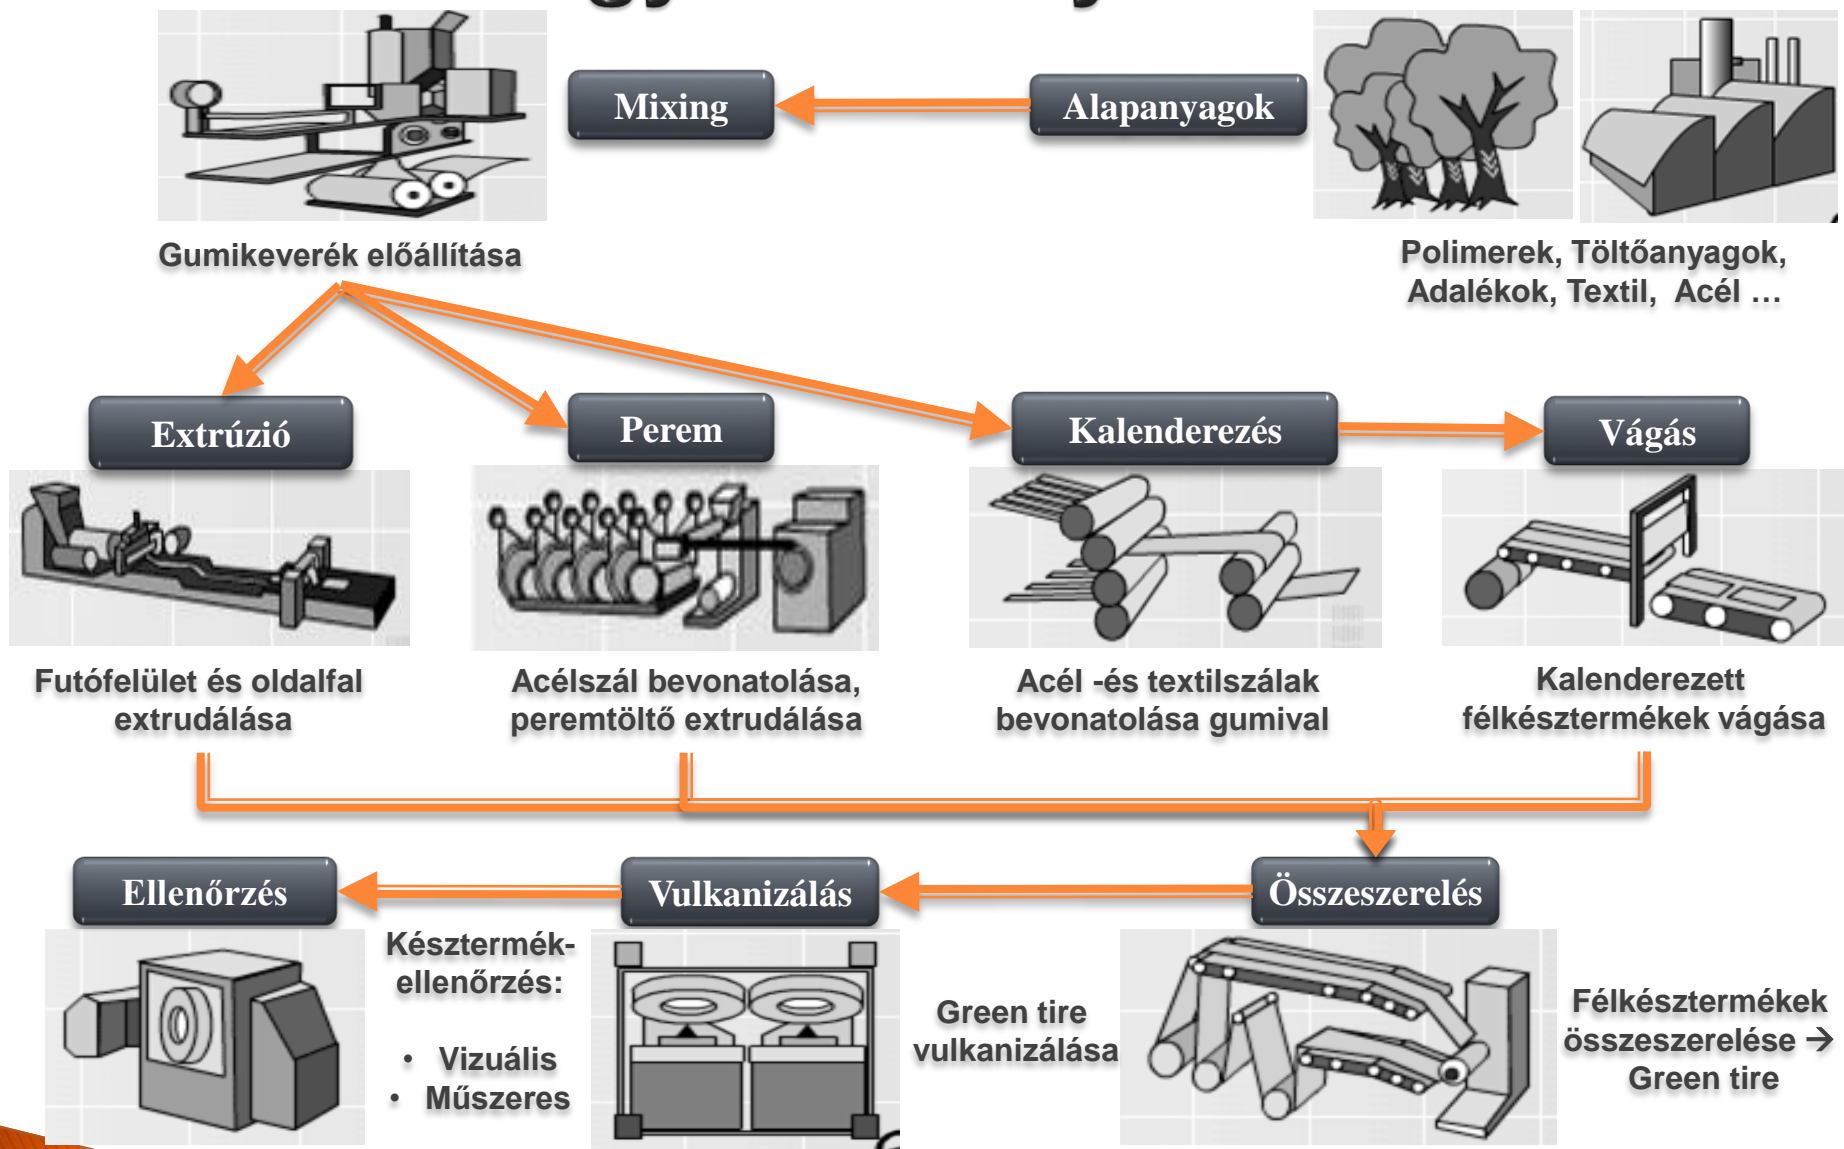 Mixing
Alapanyagok
Gumikeverék előállítása
Polimerek, Töltőanyagok,
Adalékok, Textil, Acél …
Extrúzió
Perem
Kalenderezés
Vágás
Futófelület és oldalfal
extrudálása
Acélszál bevonatolása,
peremtöltő extrudálása
Acél -és textilszálak
bevonatolása gumival
Kalenderezett
félkésztermékek vágása
Ellenőrzés
Vulkanizálás
Összeszerelés
Késztermék-
ellenőrzés:
• Vizuális
• Műszeres
Green tire
vulkanizálása
Félkésztermékek
összeszerelése →
Green tire